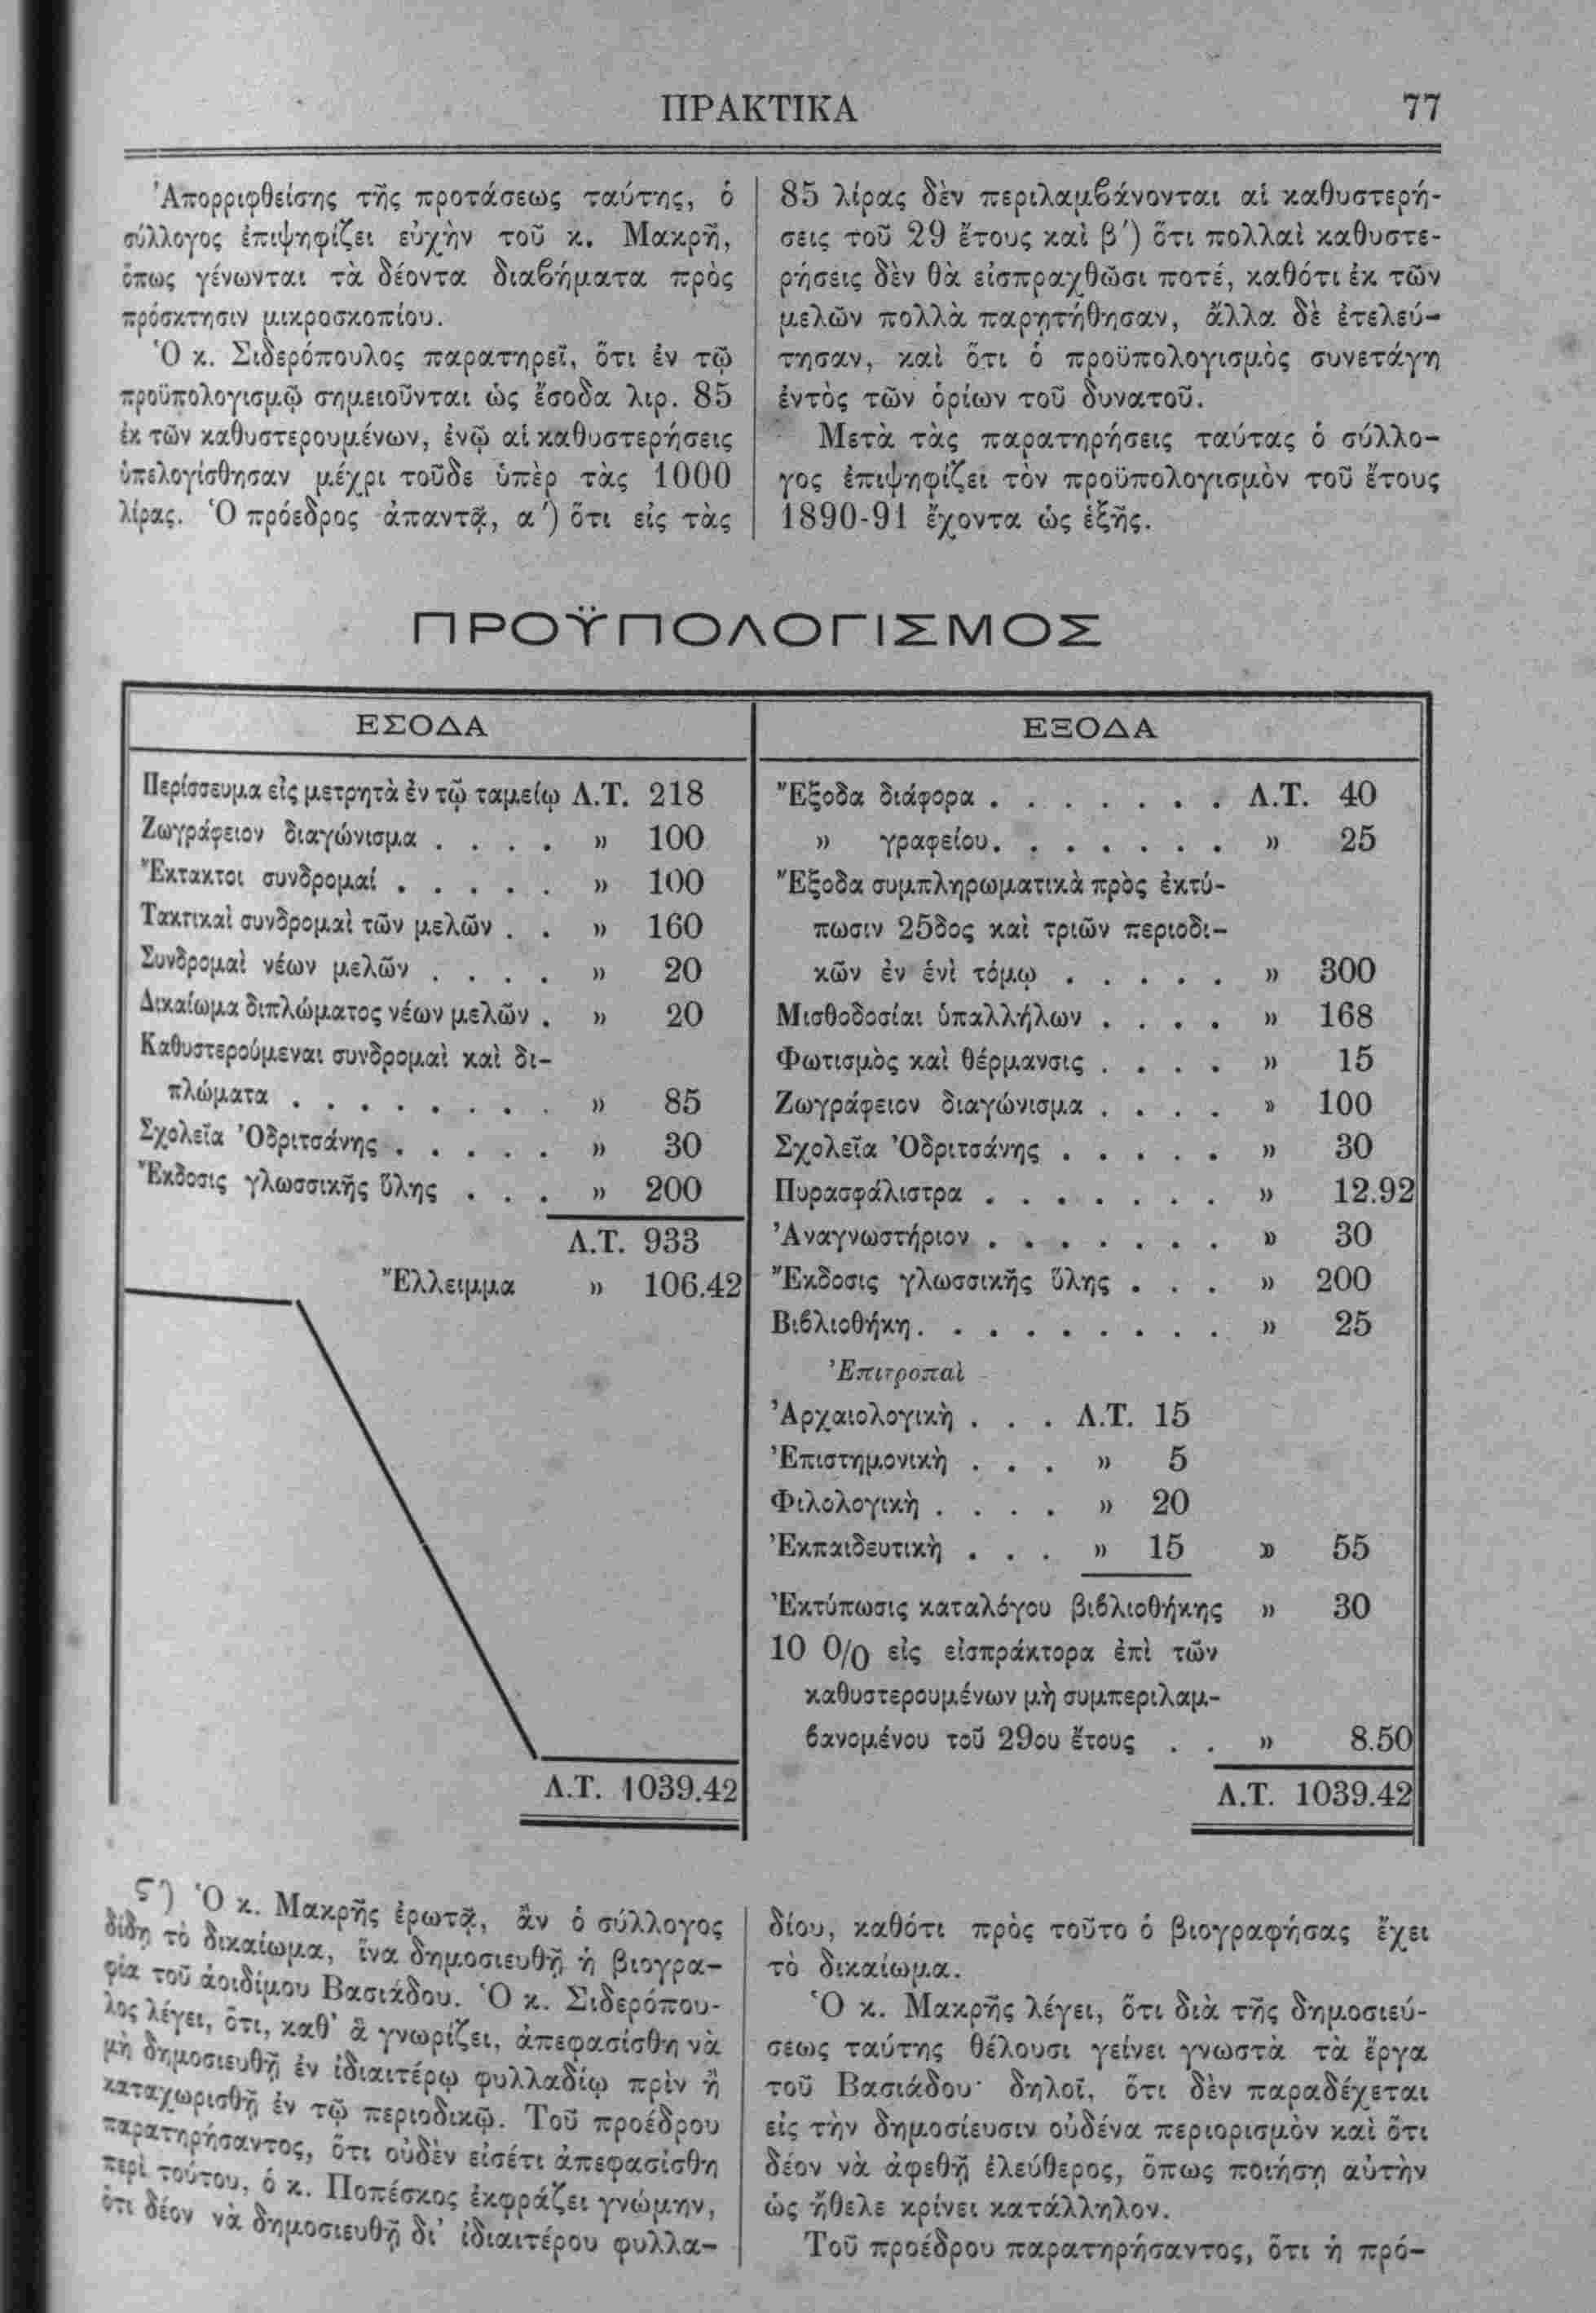 ΠΡΑΚΤΙΚΑ 77
Ἀπορριφθείσης τῆς προτάσεως ταύτης, ὁ
σύλλογος ἐπιψηφίζει εὐχὴν τοῦ κ. Μακρῆ,
ὅπως γένωνται τὰ δέοντα διαβήματα πρὸς
πρόσκτησιν μικροσκοπίου.
Ὁ κ. Σιδερόπουλος παρατηρεῖ, ὅτι ἐν τῷ
προϋπολογισμῷ σημειοῦνται ὡς ἔσοδα λιρ. 85
ἐκ τῶν καθυστερουμένων, ἐνῷ αἱ καθυστερήσεις
ὑπελογίσθησαν μέχρι τοῦδε ὑπὲρ τὰς 1000
λίρας. Ὁ πρόεδρος ἀπαντᾷ, α΄) ὅτι εἰς τὰς
85 λίρας δὲν περιλαμβάνονται αἱ καθυστερή-
σεις τοῦ 29 ἔτους καὶ β΄) ὅτι πολλαὶ καθυστε-
ρήσεις δὲν θὰ εἰσπραχθῶσι ποτέ, καθότι ἐκ τῶν
μελῶν πολλὰ παρῃτήθησαν, ἄλλα δὲ ἐτελεύ-
τησαν, καὶ ὅτι ὁ προϋπολογισμὸς συνετάγη
ἐντὸς τῶν ὁρίων τοῦ δυνατοῦ.
Μετὰ τὰς παρατηρήσεις ταύτας ὁ σύλλο-
γος ἐπιψηφίζει τὸν προϋπολογισμὸν τοῦ ἔτους
1890-91 ἔχοντα ὡς ἑξῆς.
ΠΡΟΫΠΟΛΟΓΙΣΜΟΣ
ΕΣΟΔΑ
Περίσσευμα εἰς μετρητὰ ἐν τῷ ταμείῳ Λ.Τ. 218
Ζωγράφειον διαγώνισμα . . . . » 100
Ἔκτακτοι συνδρομαί . . . . . » 100
Τακτικαὶ συνδρομαὶ τῶν μελῶν . . » 160
Συνδρομαὶ νέων μελῶν . . . . » 20
Δικαίωμα διπλώματος νέων μελῶν . » 20
Καθυστερούμεναι συνδρομαὶ καὶ δι-
πλώματα . . . . . . . . » 85
Σχολεῖα Ὀδριτσάνης . . . . . » 30
Ἔκδοσις γλωσσικῆς ὕλης . . . » 200
Λ.Τ. 933
Ἔλλειμμα » 106.42
Λ.Τ. 1039.42
ΕΞΟΔΑ
Ἔξοδα διάφορα . . . . . . . Λ.Τ. 40
» γραφείου. . . . . . . . » 25
Ἔξοδα συμπληρωματικὰ πρὸς ἐκτύ-
πωσιν 25δος καὶ τριῶν περιοδι-
κῶν ἐν ἑνὶ τόμῳ . . . . . » 300
Μισθοδοσίαι ὑπαλλήλων . . . . » 168
Φωτισμὸς καὶ θέρμανσις . . . . » 15
Ζωγράφειον διαγώνισμα . . . . » 100
Σχολεῖα Ὀδριτσάνης . . . . . » 30
Πυρασφάλιστρα . . . . . . . » 12.92
Ἀναγνωστήριον . . . . . . . » 30
Ἔκδοσις γλωσσικῆς ὕλης . . . » 200
Βιβλιοθήκη. . . . . . . . . » 25
Ἐπιτροπαὶ
Ἀρχαιολογικὴ . . . Λ.Τ. 15
Ἐπιστημονικὴ . . . » 5
Φιλολογικὴ . . . . » 20
Ἐκπαιδευτικὴ . . . » 15 » 55
Ἐκτύπωσις καταλόγου βιβλιοθήκης » 30
10 0/0 εἰς εἰσπράκτορα ἐπὶ τῶν
καθυστερουμένων μὴ συμπεριλαμ-
βανομένου τοῦ 29ου ἔτους . . » 8.50
Λ.Τ. 1039.42
ς΄) Ὁ κ. Μακρῆς ἐρωτᾷ, ἂν ὁ σύλλογος
δίδῃ τὸ δικαίωμα, ἵνα δημοσιευθῇ ἡ βιογρα-
φία τοῦ ἀοιδίμου Βασιάδου. Ὁ κ. Σιδερόπου-
λος λέγει, ὅτι, καθ' ἃ γνωρίζει, ἀπεφασίσθη νὰ
μὴ δημοσιευθῇ ἐν ἰδιαιτέρῳ φυλλαδίῳ πρὶν ἢ
καταχωρισθῇ ἐν τῷ περιοδικῷ. Τοῦ προέδρου
παρατηρήσαντος, ὅτι οὐδὲν εἰσέτι ἀπεφασίσθη
περὶ τούτου, ὁ κ. Ποπέσκος ἐκφράζει γνώμην,
ὅτι δέον νὰ δημοσιευθῇ δι' ἰδιαιτέρου φυλλα-
δίου, καθότι πρὸς τοῦτο ὁ βιογραφήσας ἔχει
τὸ δικαίωμα.
Ὁ κ. Μακρῆς λέγει, ὅτι διὰ τῆς δημοσιεύ-
σεως ταύτης θέλουσι γείνει γνωστὰ τὰ ἔργα
τοῦ Βασιάδου· δηλοῖ, ὅτι δὲν παραδέχεται
εἰς τὴν δημοσίευσιν οὐδένα περιορισμὸν καὶ ὅτι
δέον νὰ ἀφεθῇ ἐλεύθερος, ὅπως ποιήσῃ αὐτὴν
ὡς ἤθελε κρίνει κατάλληλον.
Τοῦ προέδρου παρατηρήσαντος, ὅτι ἡ πρό-